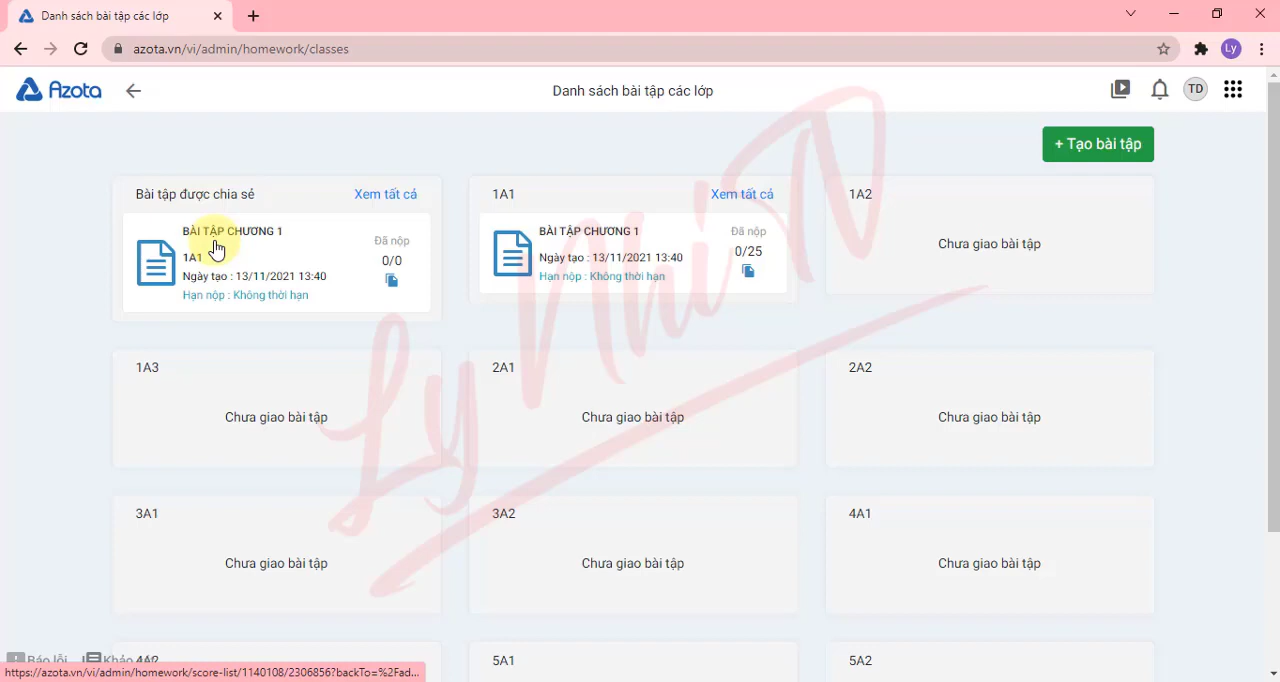 Danh sách bài tập các lớp
azota.vn/vi/admin/homework/classes
Ly
Azota
Danh sách bài tập các lớp
TD
+ Tạo bài tập
Bài tập được chia sẻ
Xem tất cả
BÀI TẬP CHƯƠNG 1
1A1
Ngày tạo : 13/11/2021 13:40
Hạn nộp : Không thời hạn
Đã nộp
0/0
1A1
Xem tất cả
BÀI TẬP CHƯƠNG 1
Ngày tạo : 13/11/2021 13:40
Hạn nộp : Không thời hạn
Đã nộp
0/25
1A2
Chưa giao bài tập
1A3
Chưa giao bài tập
2A1
Chưa giao bài tập
2A2
Chưa giao bài tập
3A1
Chưa giao bài tập
3A2
Chưa giao bài tập
4A1
Chưa giao bài tập
4A2
5A1
5A2
Báo lỗi
https://azota.vn/vi/admin/homework/score-list/1140108/2306856?backTo=%2Fad...
Ly Nhi N